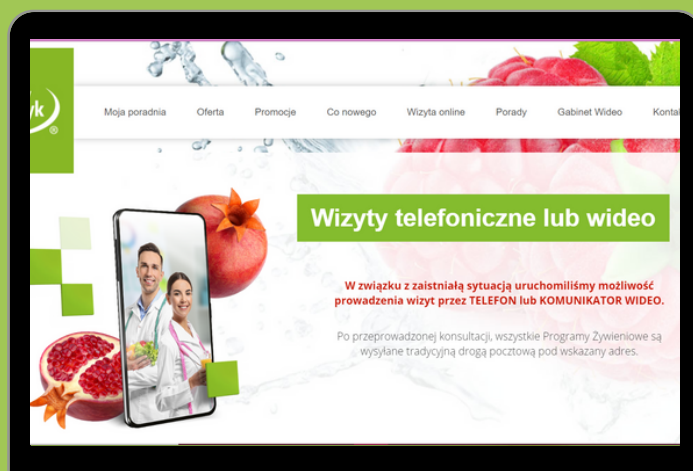 Moja poradnia Oferta Promocje Co nowego Wizyta online Porady Gabinet Wideo
Wizyty telefoniczne lub wideo
W związku z zaistniałą sytuacją uruchomiliśmy możliwość
prowadzenia wizyt przez TELEFON lub KOMUNIKATOR WIDEO.
Po przeprowadzonej konsultacji, wszystkie Programy Żywieniowe są
wysyłane tradycyjną drogą pocztową pod wskazany adres.